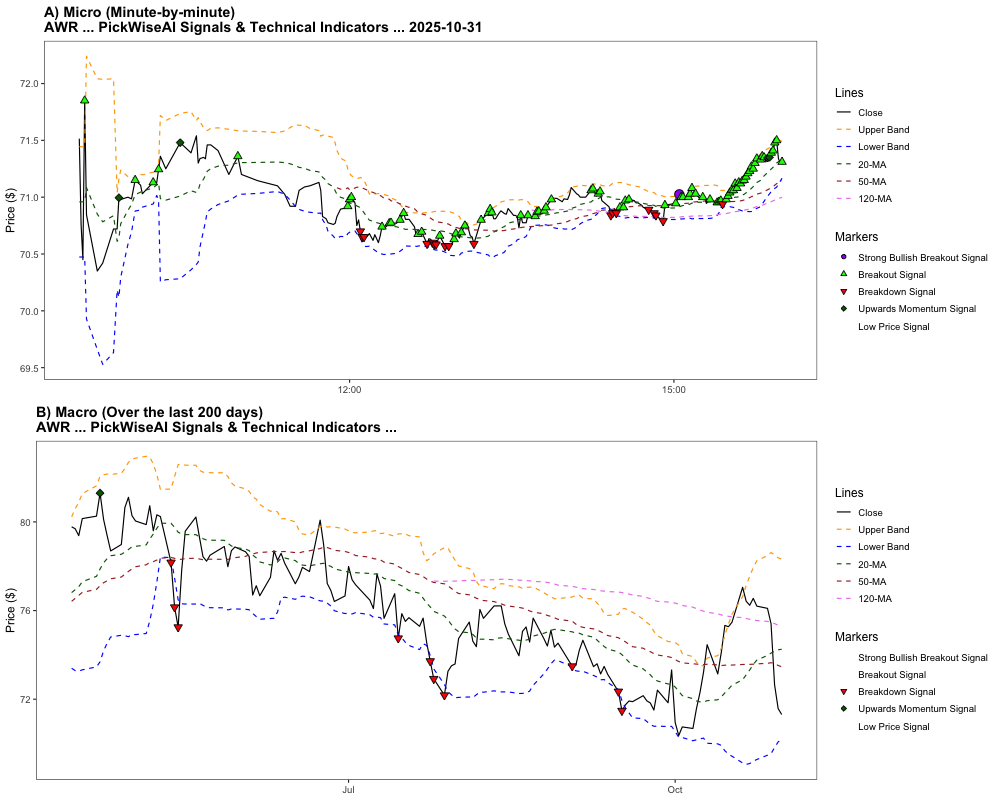 A) Micro (Minute-by-minute)
AWR ... PickWiseAI Signals & Technical Indicators ... 2025-10-31
Price ($)
72.0
71.5
71.0
70.5
70.0
69.5
12:00
15:00
Lines
Close
Upper Band
Lower Band
20-MA
50-MA
120-MA
Markers
Strong Bullish Breakout Signal
Breakout Signal
Breakdown Signal
Upwards Momentum Signal
Low Price Signal
B) Macro (Over the last 200 days)
AWR ... PickWiseAI Signals & Technical Indicators ...
Price ($)
80
76
72
Jul
Oct
Lines
Close
Upper Band
Lower Band
20-MA
50-MA
120-MA
Markers
Strong Bullish Breakout Signal
Breakout Signal
Breakdown Signal
Upwards Momentum Signal
Low Price Signal